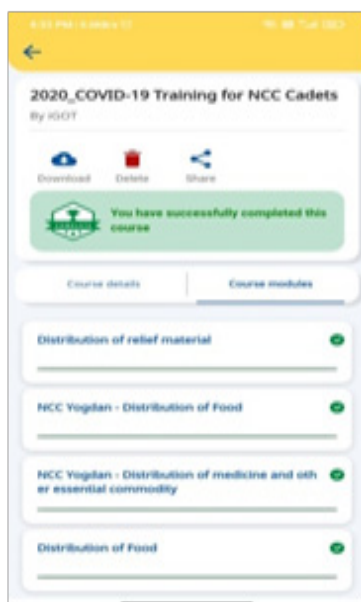 2020_COVID-19 Training for NCC Cadets
By iGOT
Download Delete Share
You have successfully completed this
course
Course details Course modules
Distribution of relief material
NCC Yogdan - Distribution of Food
NCC Yogdan - Distribution of medicine and oth
er essential commodity
Distribution of Food